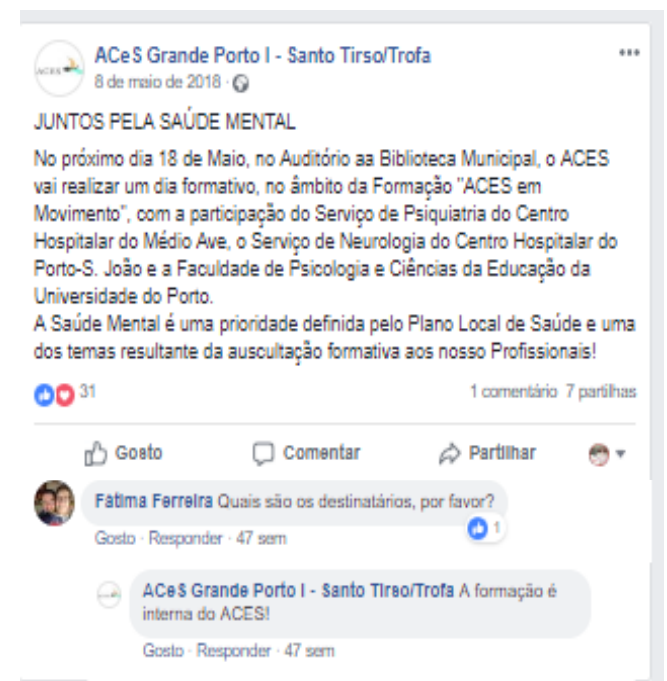 ACeS Grande Porto I - Santo Tirso/Trofa
8 de maio de 2018 ·
JUNTOS PELA SAÚDE MENTAL
No próximo dia 18 de Maio, no Auditório aa Biblioteca Municipal, o ACES
vai realizar um dia formativo, no âmbito da Formação "ACES em
Movimento", com a participação do Serviço de Psiquiatria do Centro
Hospitalar do Médio Ave, o Serviço de Neurologia do Centro Hospitalar do
Porto-S. João e a Faculdade de Psicologia e Ciências da Educação da
Universidade do Porto.
A Saúde Mental é uma prioridade definida pelo Plano Local de Saúde e uma
dos temas resultante da auscultação formativa aos nosso Profissionais!
31 1 comentário 7 partilhas
Gosto Comentar Partilhar
Fátima Ferreira Quais são os destinatários, por favor?
1
Gosto · Responder · 47 sem
ACeS Grande Porto I - Santo Tirso/Trofa A formação é
interna do ACES!
Gosto · Responder · 47 sem